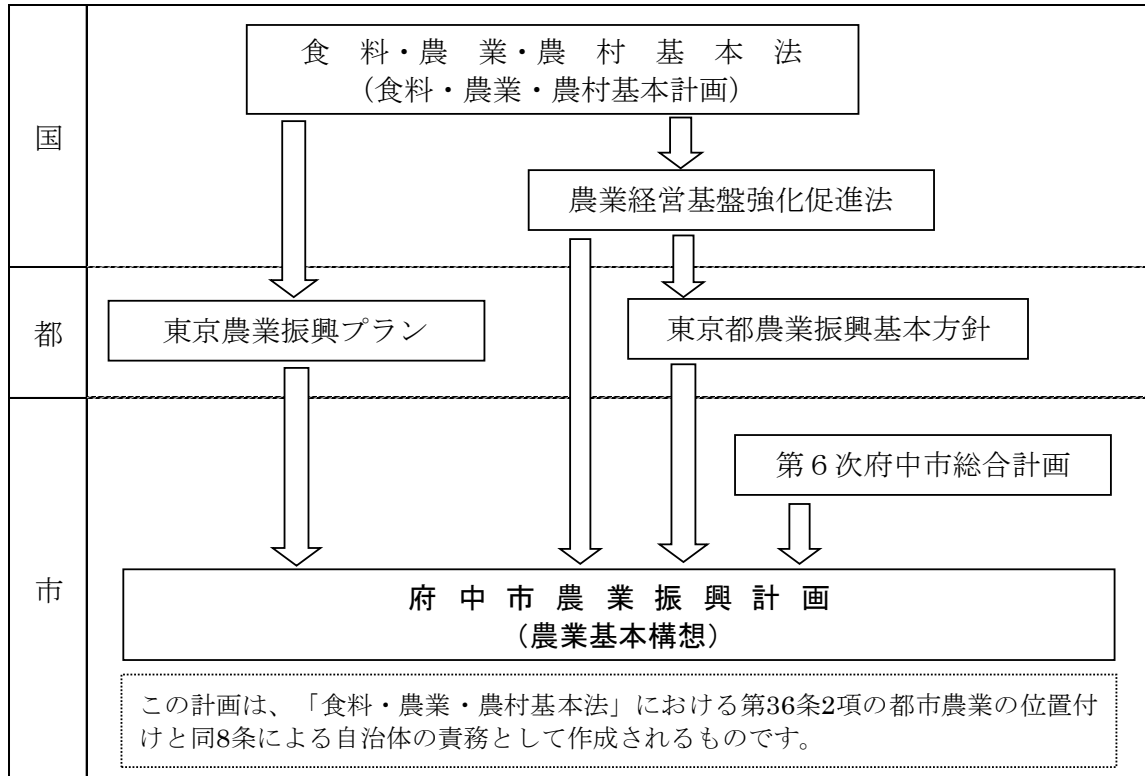 食料・農業・農村基本法
（食料・農業・農村基本計画）
国
農業経営基盤強化促進法
都
東京農業振興プラン
東京都農業振興基本方針
第６次府中市総合計画
市
府中市農業振興計画
（農業基本構想）
この計画は、「食料・農業・農村基本法」における第36条2項の都市農業の位置付
けと同8条による自治体の責務として作成されるものです。